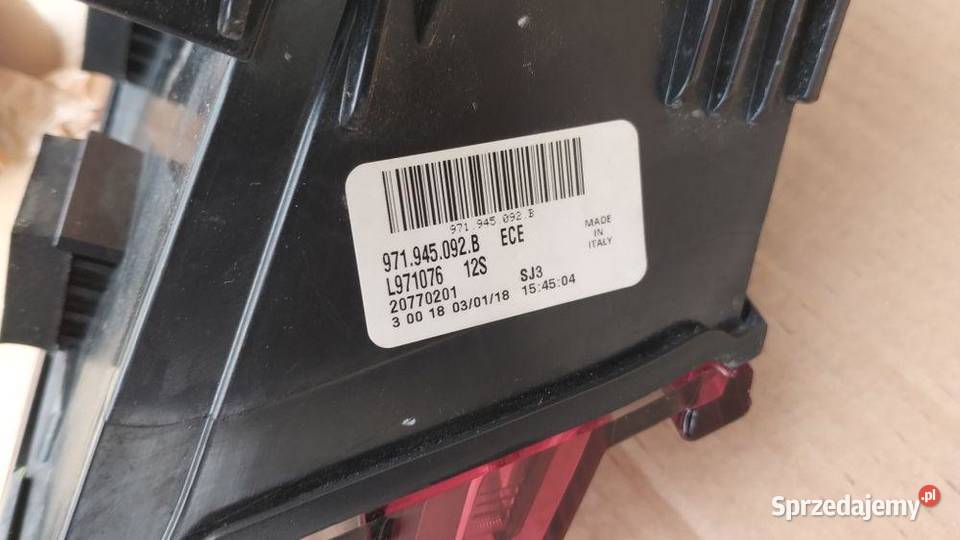 971.945.092.B
971.945.092.B ECE
MADE
IN
ITALY
L971076 12S SJ3
20770201
3 00 18 03/01/18 15:45:04
Sprzedajemy .pl